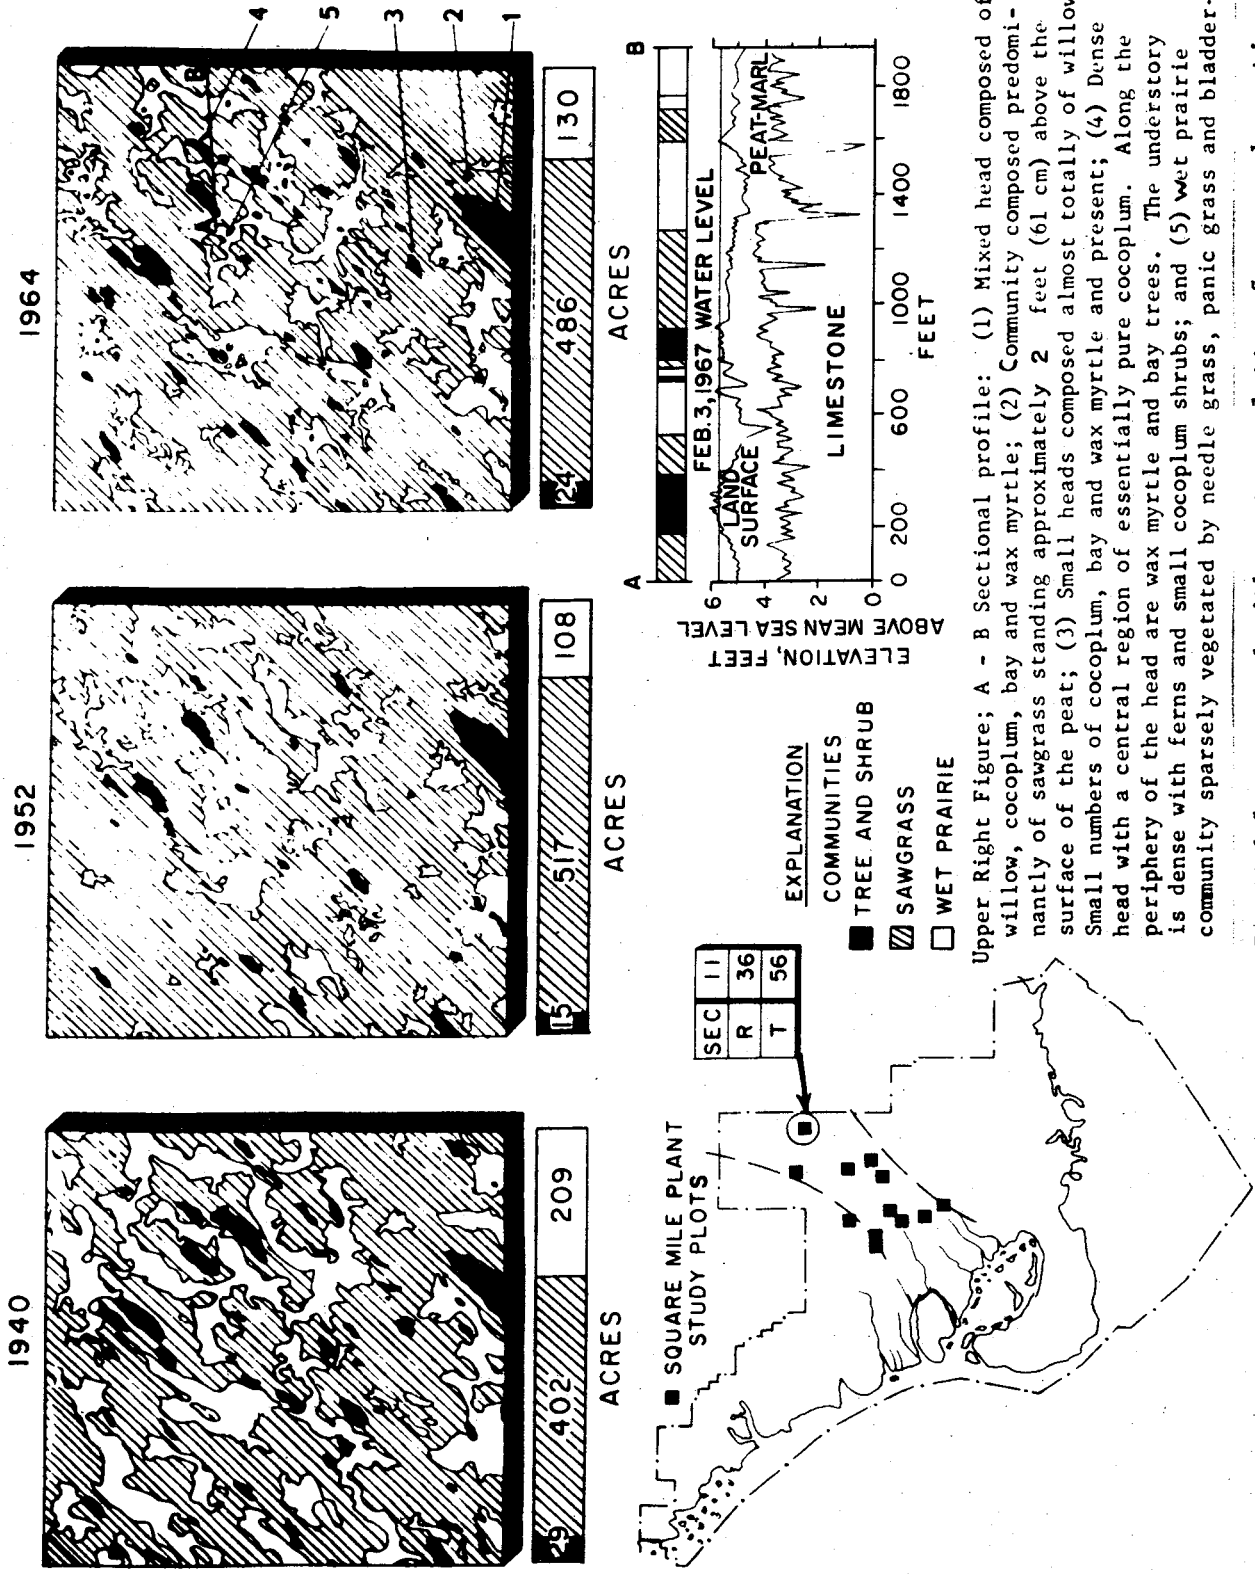 1940
1952
1964
4
5
3
2
1
A
B
29 402 209
15 517 108
24 486 130
ACRES
ACRES
ACRES
■ SQUARE MILE PLANT
STUDY PLOTS
SEC 11
R 36
T 56
EXPLANATION
COMMUNITIES
TREE AND SHRUB
SAWGRASS
WET PRAIRIE
A
B
FEB. 3, 1967 WATER LEVEL
LAND
SURFACE
PEAT-MARL
LIMESTONE
6
4
2
0
ELEVATION, FEET
ABOVE MEAN SEA LEVEL
0 200 600 1000 1400 1800
FEET
Upper Right Figure; A - B Sectional profile: (1) Mixed head composed of
willow, cocoplum, bay and wax myrtle; (2) Community composed predomi-
nantly of sawgrass standing approximately 2 feet (61 cm) above the
surface of the peat; (3) Small heads composed almost totally of willow
Small numbers of cocoplum, bay and wax myrtle and present; (4) Dense
head with a central region of essentially pure cocoplum. Along the
periphery of the head are wax myrtle and bay trees. The understory
is dense with ferns and small cocoplum shrubs; and (5) wet prairie
community sparsely vegetated by needle grass, panic grass and bladder-